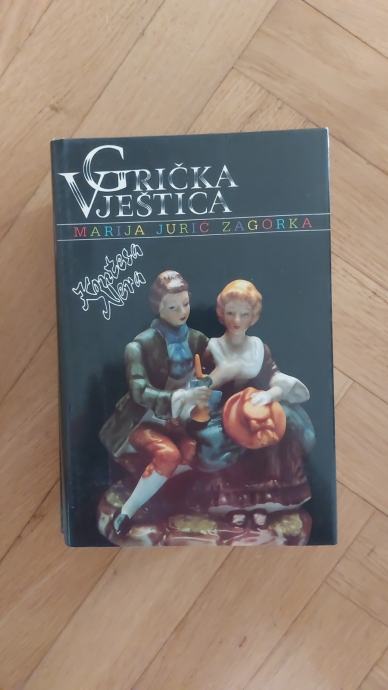 GRIČKA
VJEŠTICA
MARIJA JURIĆ ZAGORKA
Kontesa
Nera